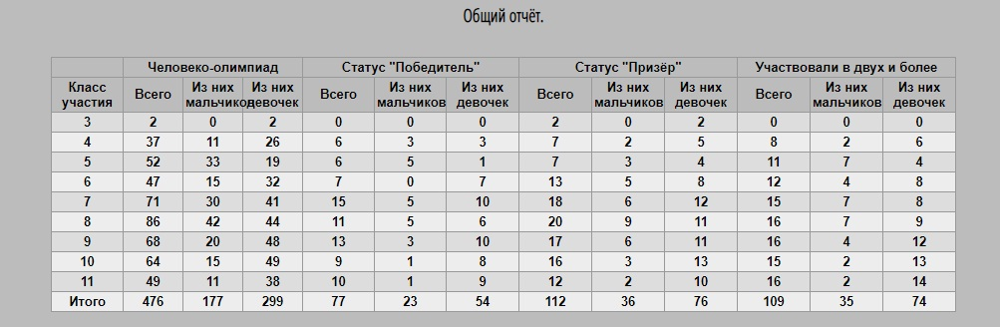 Общий отчёт.
Человеко-олимпиад Статус "Победитель" Статус "Призёр" Участвовали в двух и более
Класс участия Всего Из них мальчиков Из них девочек Всего Из них мальчиков Из них девочек Всего Из них мальчиков Из них девочек Всего Из них мальчиков Из них девочек
3 2 0 2 0 0 0 2 0 2 0 0 0
4 37 11 26 6 3 3 7 2 5 8 2 6
5 52 33 19 6 5 1 7 3 4 11 7 4
6 47 15 32 7 0 7 13 5 8 12 4 8
7 71 30 41 15 5 10 18 6 12 15 7 8
8 86 42 44 11 5 6 20 9 11 16 7 9
9 68 20 48 13 3 10 17 6 11 16 4 12
10 64 15 49 9 1 8 16 3 13 15 2 13
11 49 11 38 10 1 9 12 2 10 16 2 14
Итого 476 177 299 77 23 54 112 36 76 109 35 74